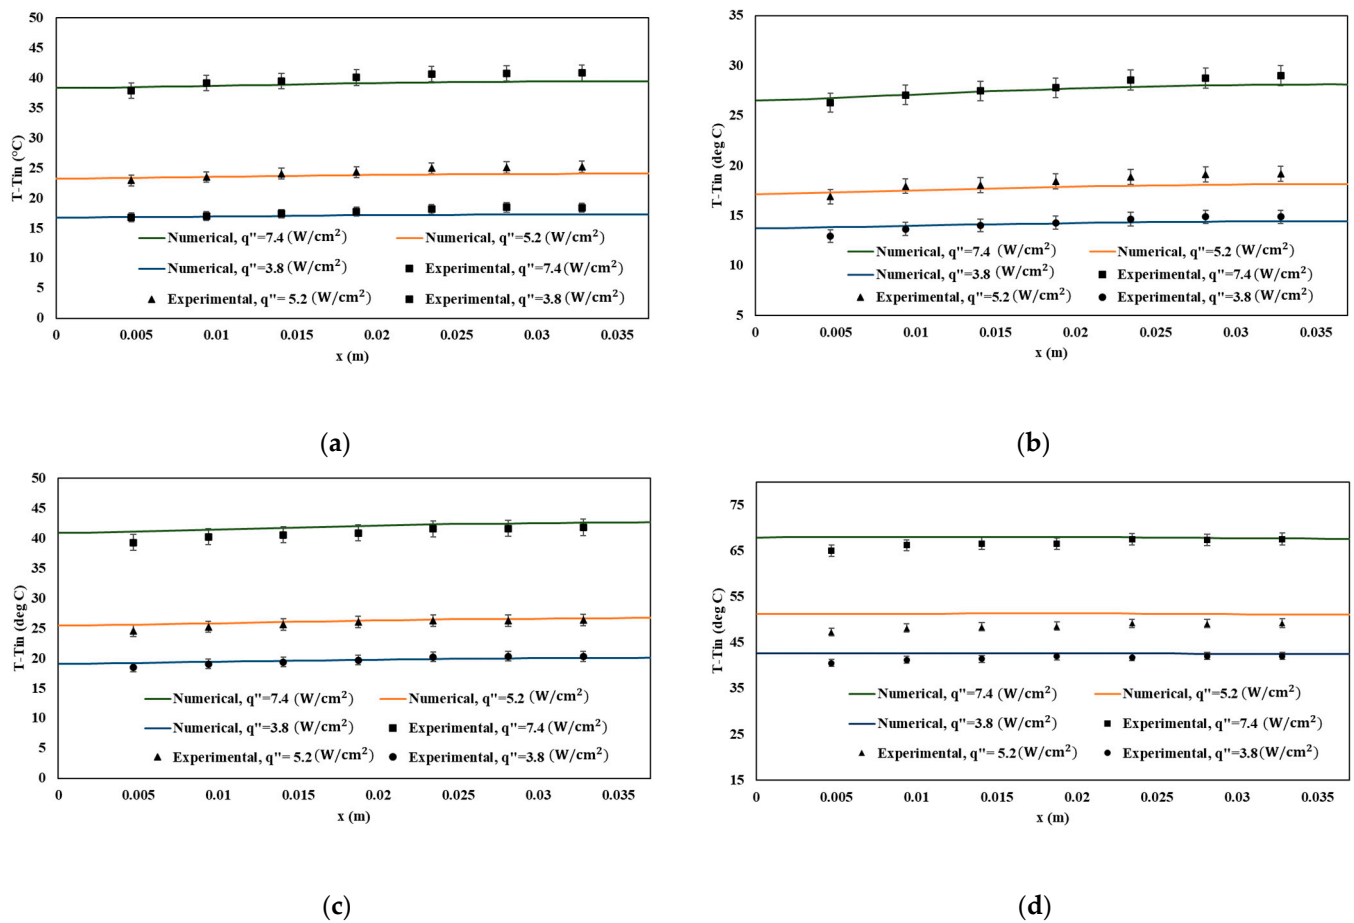 50
45
40
35
30
25
20
15
10
5
0
T-Tin (°C)
Numerical, q"=7.4 (W/cm²)
Numerical, q"=5.2 (W/cm²)
Numerical, q"=3.8 (W/cm²)
Experimental, q"=7.4 (W/cm²)
Experimental, q"= 5.2 (W/cm²)
Experimental, q"=3.8 (W/cm²)
0 0.005 0.01 0.015 0.02 0.025 0.03 0.035
x (m)
(a)
35
30
25
20
15
10
5
T-Tin (deg C)
Numerical, q"=7.4 (W/cm²)
Numerical, q"=5.2 (W/cm²)
Numerical, q"=3.8 (W/cm²)
Experimental, q"=7.4 (W/cm²)
Experimental, q"=5.2 (W/cm²)
Experimental, q"=3.8 (W/cm²)
0 0.005 0.01 0.015 0.02 0.025 0.03 0.035
x (m)
(b)
50
40
30
20
10
0
T-Tin (deg C)
Numerical, q"=7.4 (W/cm²)
Numerical, q"=5.2 (W/cm²)
Numerical, q"=3.8 (W/cm²)
Experimental, q"=7.4 (W/cm²)
Experimental, q"= 5.2 (W/cm²)
Experimental, q"=3.8 (W/cm²)
0 0.005 0.01 0.015 0.02 0.025 0.03 0.035
x (m)
(c)
75
65
55
45
35
25
15
T-Tin (deg C)
Numerical, q"=7.4 (W/cm²)
Numerical, q"=5.2 (W/cm²)
Numerical, q"=3.8 (W/cm²)
Experimental, q"=7.4 (W/cm²)
Experimental, q"= 5.2 (W/cm²)
Experimental, q"=3.8 (W/cm²)
0 0.005 0.01 0.015 0.02 0.025 0.03 0.035
x (m)
(d)